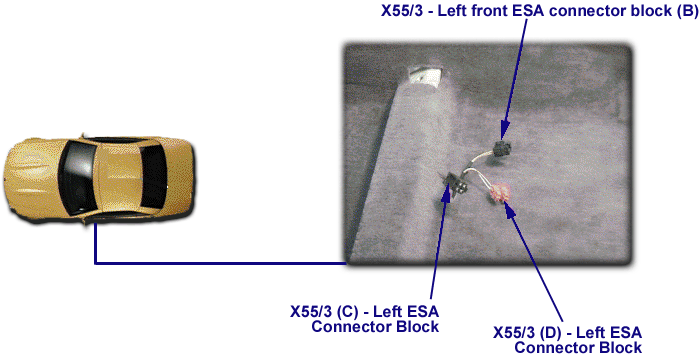 X55/3 - Left front ESA connector block (B)
X55/3 (C) - Left ESA
Connector Block
X55/3 (D) - Left ESA
Connector Block